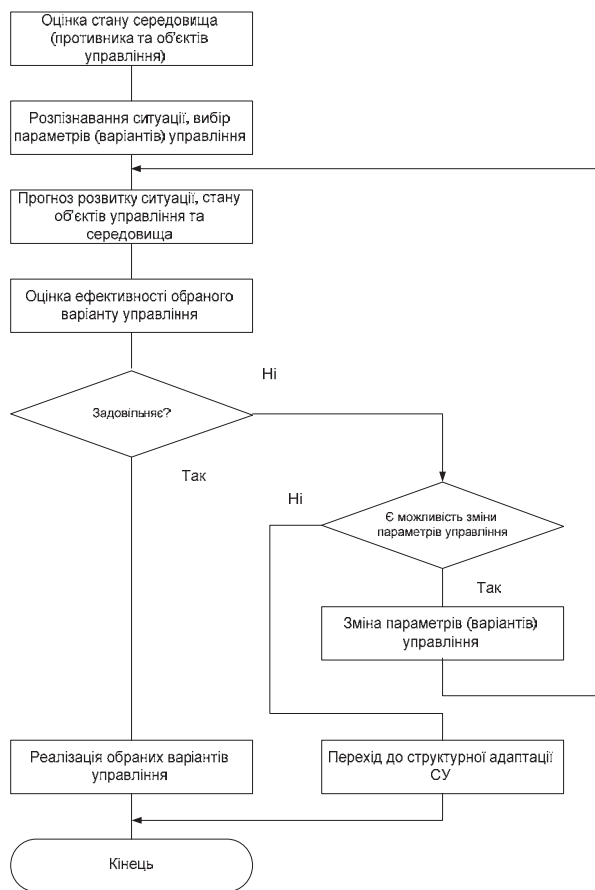 Оцінка стану середовища
(противника та об'єктів
управління)
Розпізнавання ситуації, вибір
параметрів (варіантів) управління
Прогноз розвитку ситуації, стану
об'єктів управління та
середовища
Оцінка ефективності обраного
варіанту управління
Ні
Задовільняє?
Так
Ні
Є можливість зміни
параметрів управління
Так
Зміна параметрів (варіантів)
управління
Реалізація обраних варіантів
управління
Перехід до структурної адаптації
СУ
Кінець